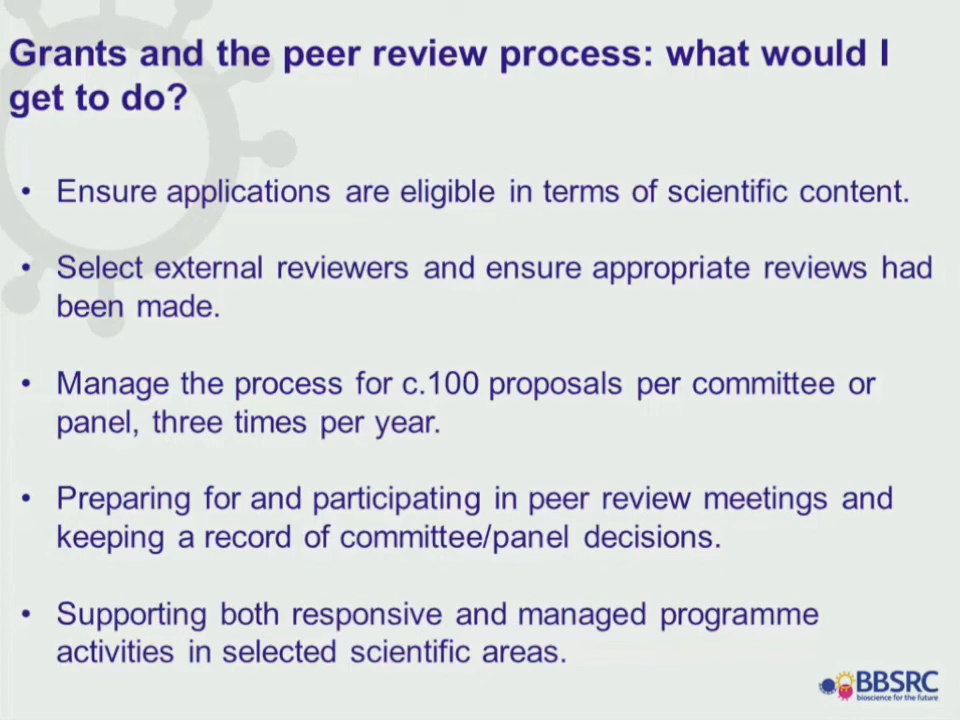 Grants and the peer review process: what would I
get to do?
• Ensure applications are eligible in terms of scientific content.
• Select external reviewers and ensure appropriate reviews had
been made.
• Manage the process for c.100 proposals per committee or
panel, three times per year.
• Preparing for and participating in peer review meetings and
keeping a record of committee/panel decisions.
• Supporting both responsive and managed programme
activities in selected scientific areas.
BBSRC
bioscience for the future